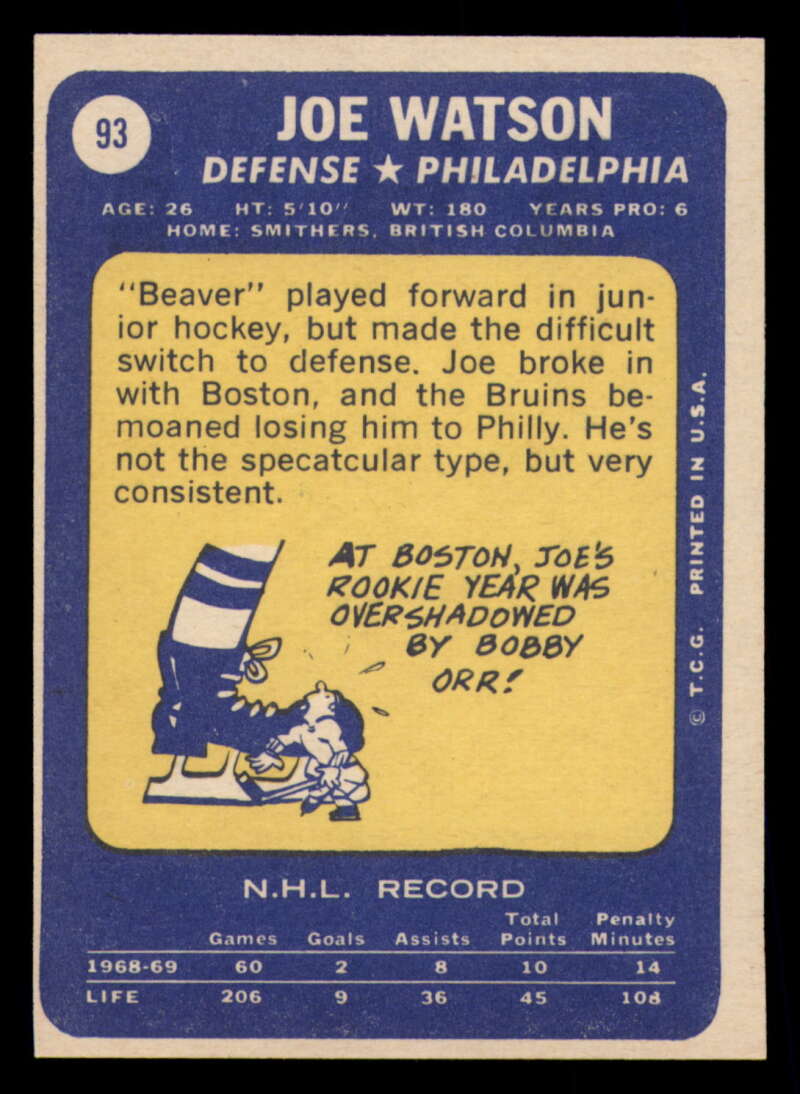 93
JOE WATSON
DEFENSE ★ PHILADELPHIA
AGE: 26 HT: 5'10" WT: 180 YEARS PRO: 6
HOME: SMITHERS, BRITISH COLUMBIA
"Beaver" played forward in jun-
ior hockey, but made the difficult
switch to defense. Joe broke in
with Boston, and the Bruins be-
moaned losing him to Philly. He's
not the specatcular type, but very
consistent.
AT BOSTON, JOE'S
ROOKIE YEAR WAS
OVERSHADOWED
BY BOBBY
ORR!
© T.C.G. PRINTED IN U.S.A.
N.H.L. RECORD
Games Goals Assists Total Points Penalty Minutes
1968-69 60 2 8 10 14
LIFE 206 9 36 45 108